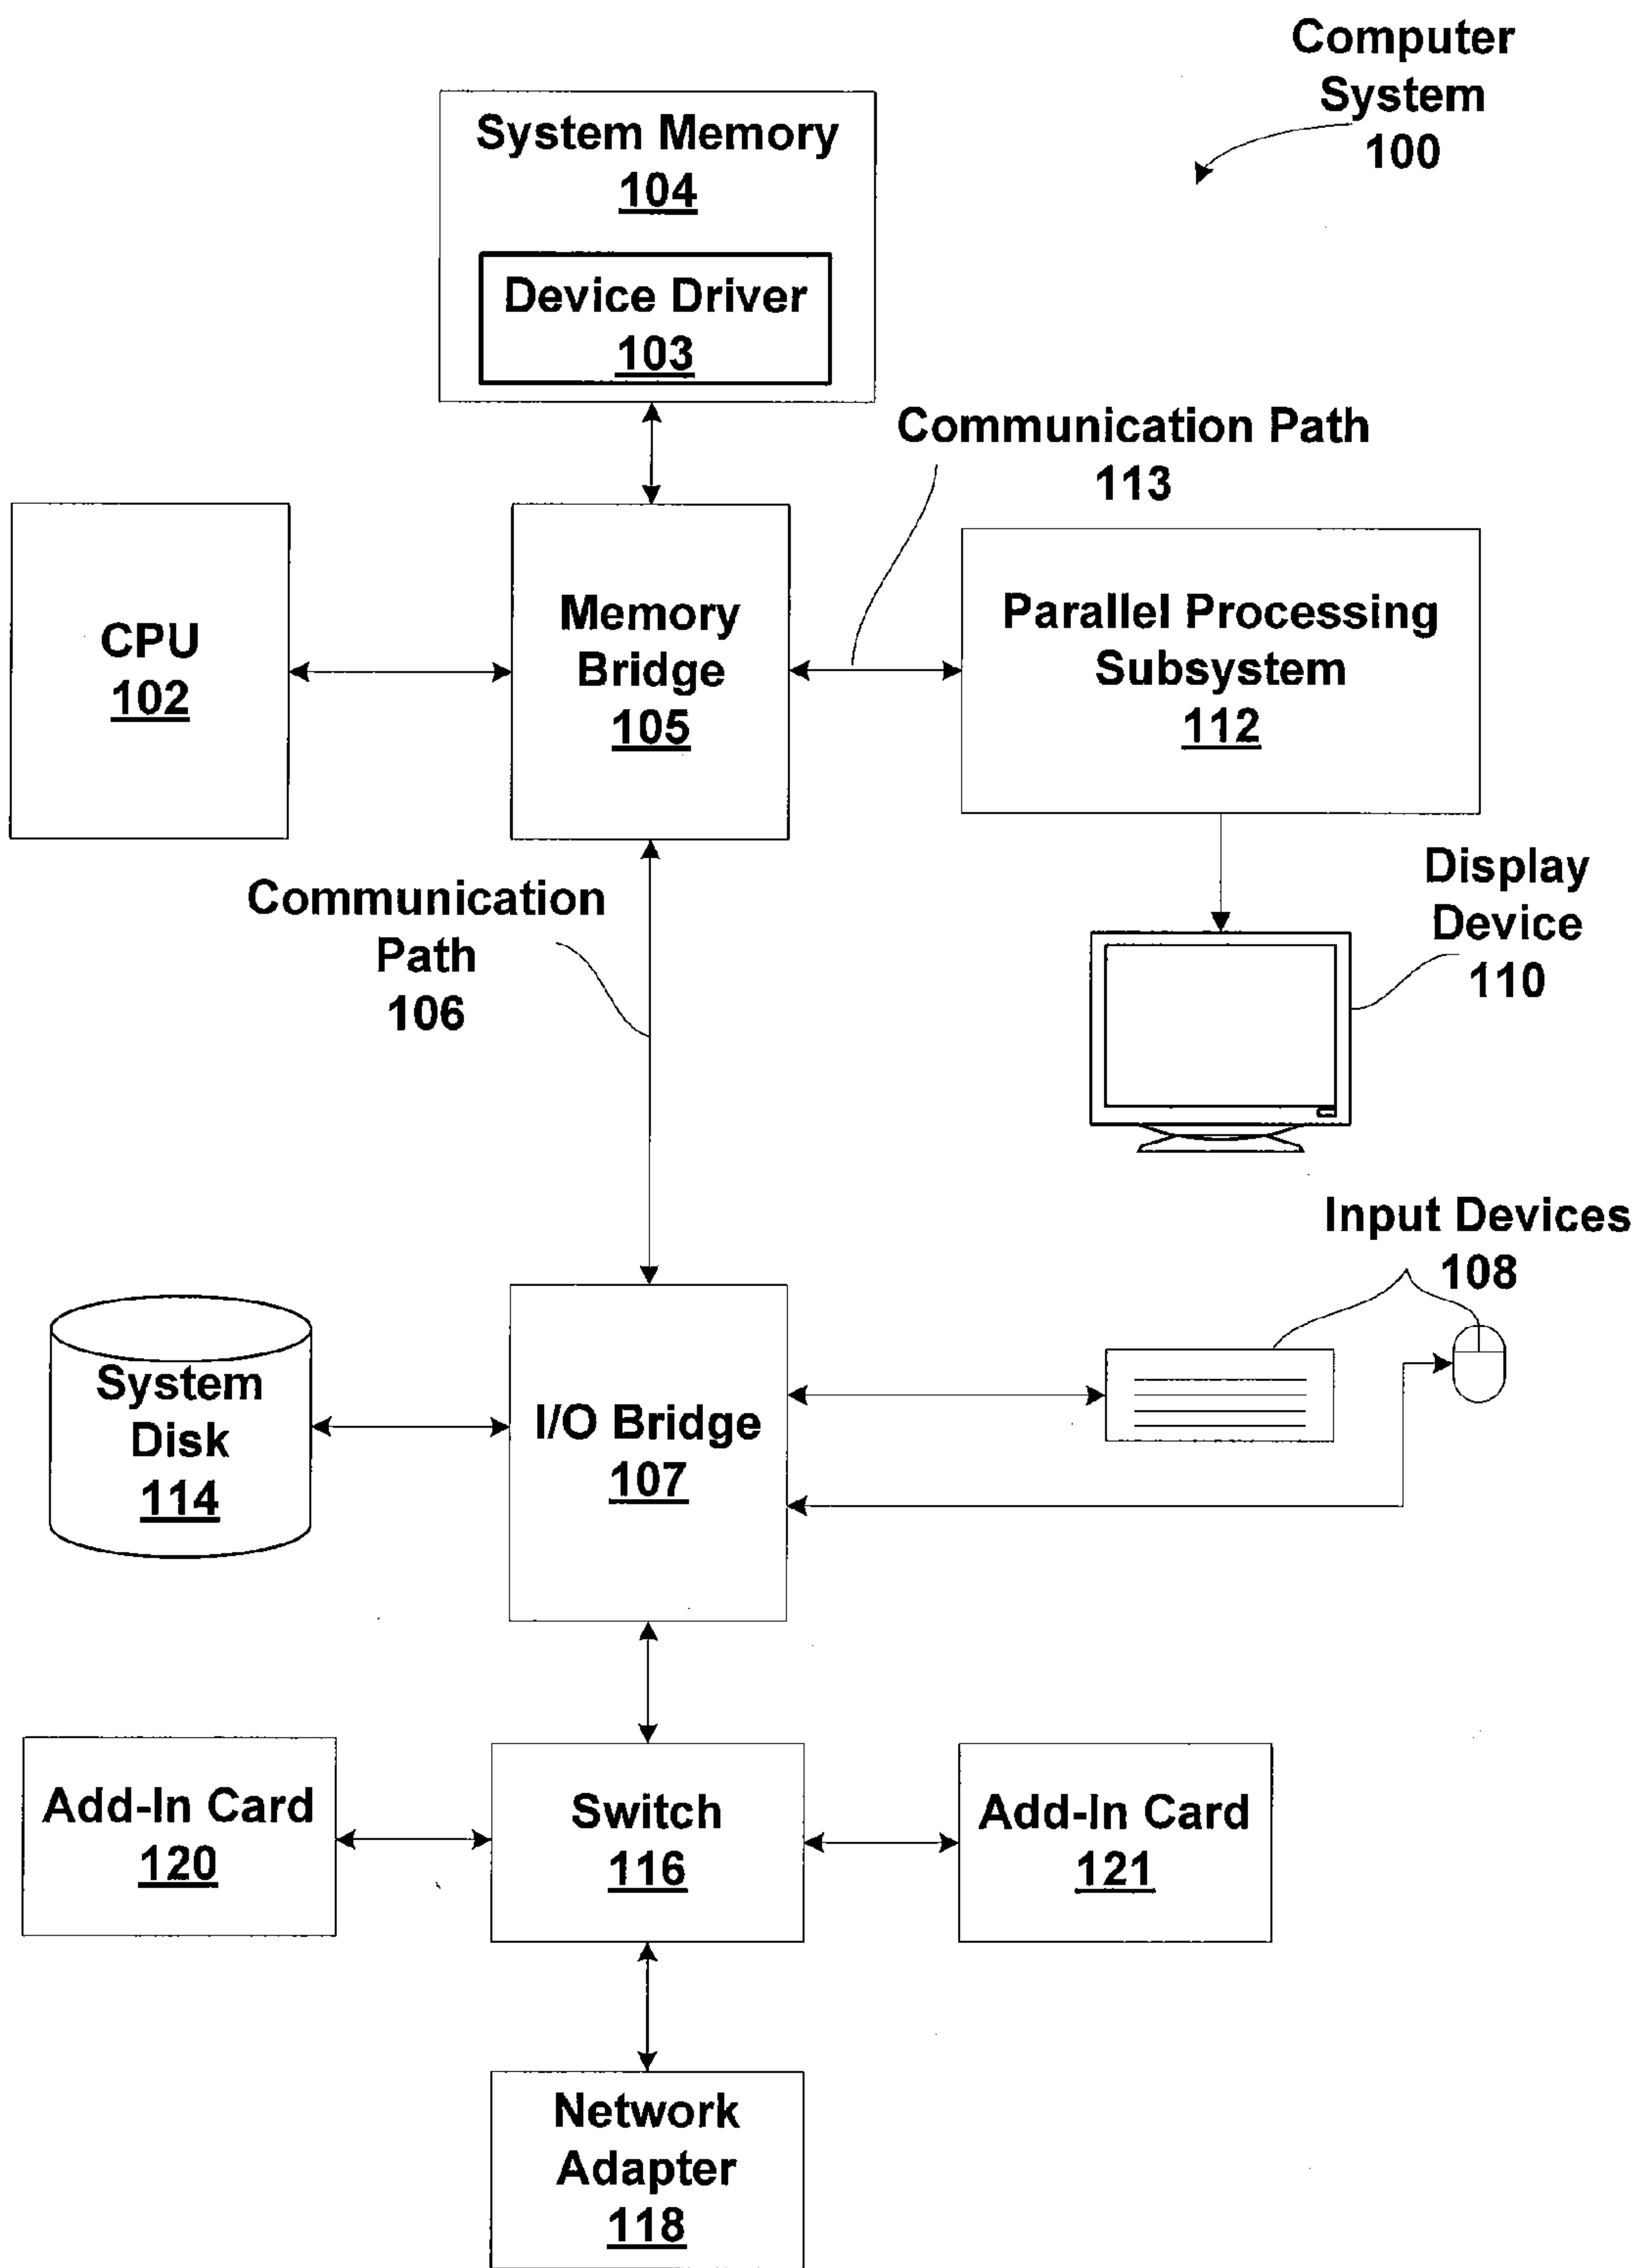 Computer
System
100
System Memory
104
Device Driver
103
Communication Path
113
CPU
102
Memory
Bridge
105
Parallel Processing
Subsystem
112
Communication
Path
106
Display
Device
110
Input Devices
108
System
Disk
114
I/O Bridge
107
Add-In Card
120
Switch
116
Add-In Card
121
Network
Adapter
118